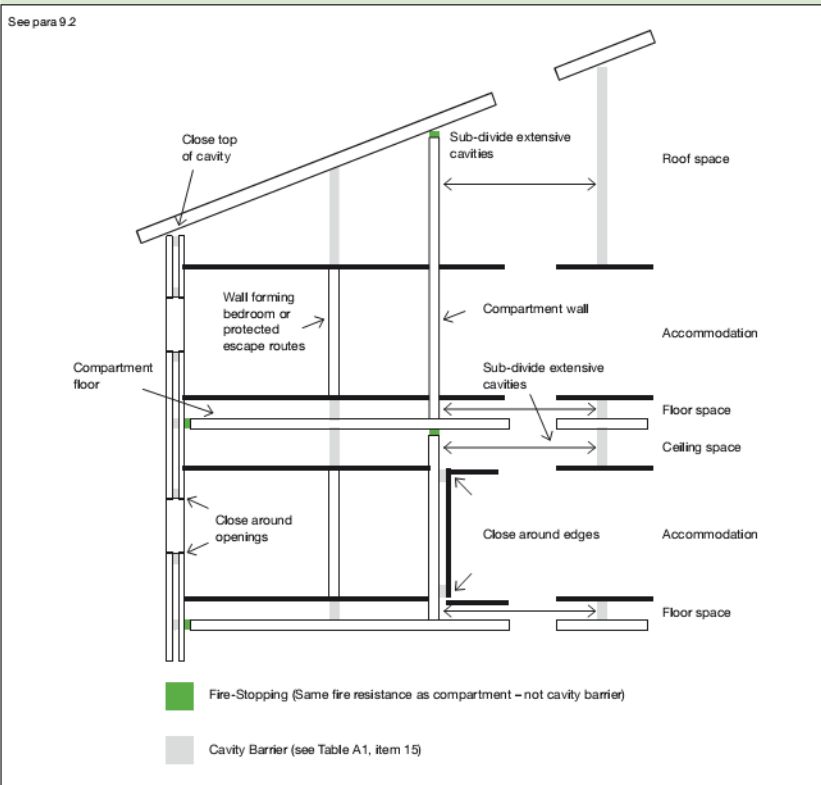 See para 9.2
Close top
of cavity
Sub-divide extensive
cavities
Roof space
Wall forming
bedroom or
protected
escape routes
Compartment wall
Accommodation
Compartment
floor
Sub-divide extensive
cavities
Floor space
Ceiling space
Close around
openings
Close around edges
Accommodation
Floor space
Fire-Stopping (Same fire resistance as compartment – not cavity barrier)
Cavity Barrier (see Table A1, item 15)